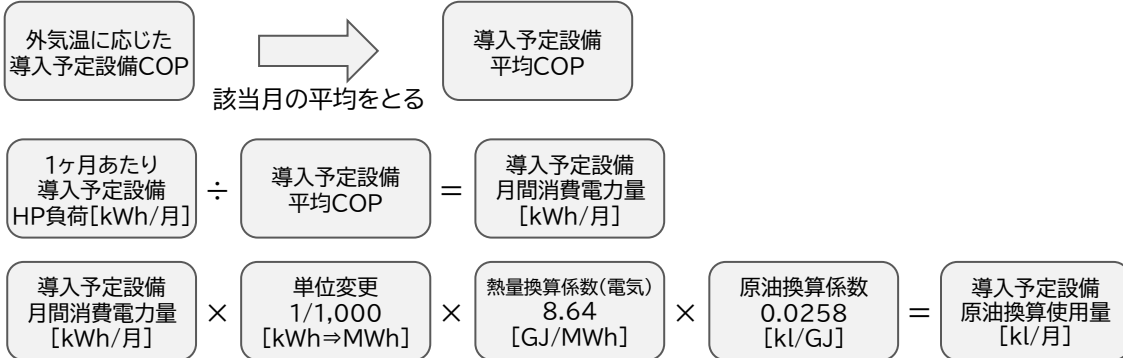 外気温に応じた
導入予定設備COP
該当月の平均をとる
導入予定設備
平均COP
1ヶ月あたり
導入予定設備
HP負荷[kWh/月]
÷
導入予定設備
平均COP
=
導入予定設備
月間消費電力量
[kWh/月]
導入予定設備
月間消費電力量
[kWh/月]
×
単位変更
1/1,000
[kWh⇒MWh]
×
熱量換算係数(電気)
8.64
[GJ/MWh]
×
原油換算係数
0.0258
[kl/GJ]
=
導入予定設備
原油換算使用量
[kl/月]